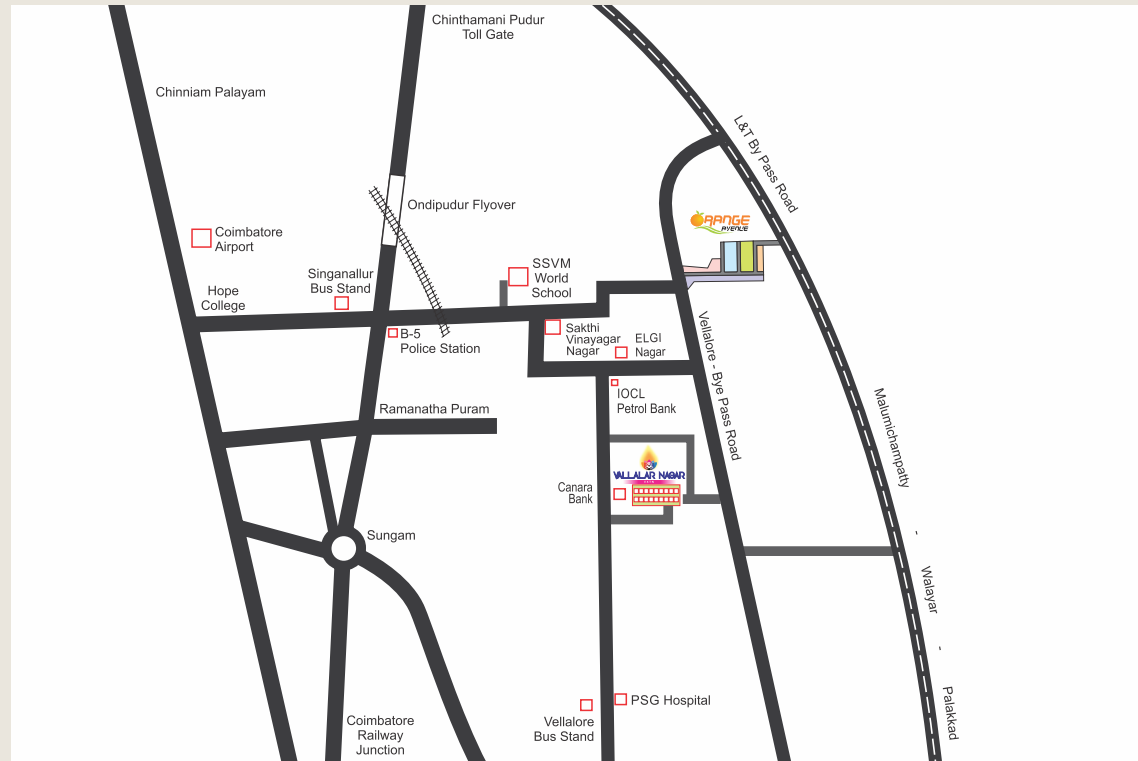 Chinthamani Pudur
Toll Gate
Chinniam Palayam
L&T By Pass Road
Ondipudur Flyover
ORANGE
AVENUE
Coimbatore
Airport
Singanallur
Bus Stand
SSVM
World
School
Hope
College
B-5
Police Station
Sakthi
Vinayagar
Nagar
ELGI
Nagar
Vellalore - Bye Pass Road
IOCL
Petrol Bank
Ramanatha Puram
Malumichampatty - Walayar - Palakkad
VALLALAR NAGAR
Canara
Bank
Sungam
PSG Hospital
Vellalore
Bus Stand
Coimbatore
Railway
Junction